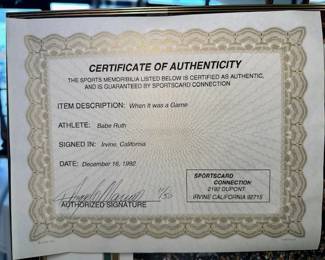 CERTIFICATE OF AUTHENTICITY
THE SPORTS MEMORBILIA LISTED BELOW IS CERTIFIED AS AUTHENTIC,
AND IS GUARANTEED BY SPORTSCARD CONNECTION
ITEM DESCRIPTION: When It was a Game
ATHLETE: Babe Ruth
SIGNED IN: Irvine, California
DATE: December 16, 1992
AUTHORIZED SIGNATURE
SPORTSCARD
CONNECTION
2192 DUPONT
IRVINE CALIFORNIA 92715